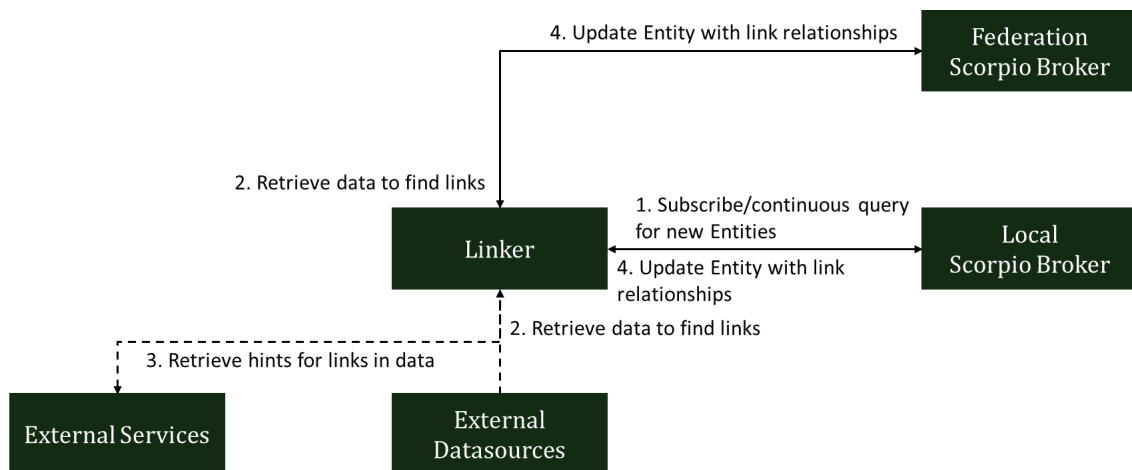 4. Update Entity with link relationships
Federation
Scorpio Broker
2. Retrieve data to find links
Linker
1. Subscribe/continuous query
for new Entities
4. Update Entity with link
relationships
Local
Scorpio Broker
2. Retrieve data to find links
3. Retrieve hints for links in data
External Services
External
Datasources